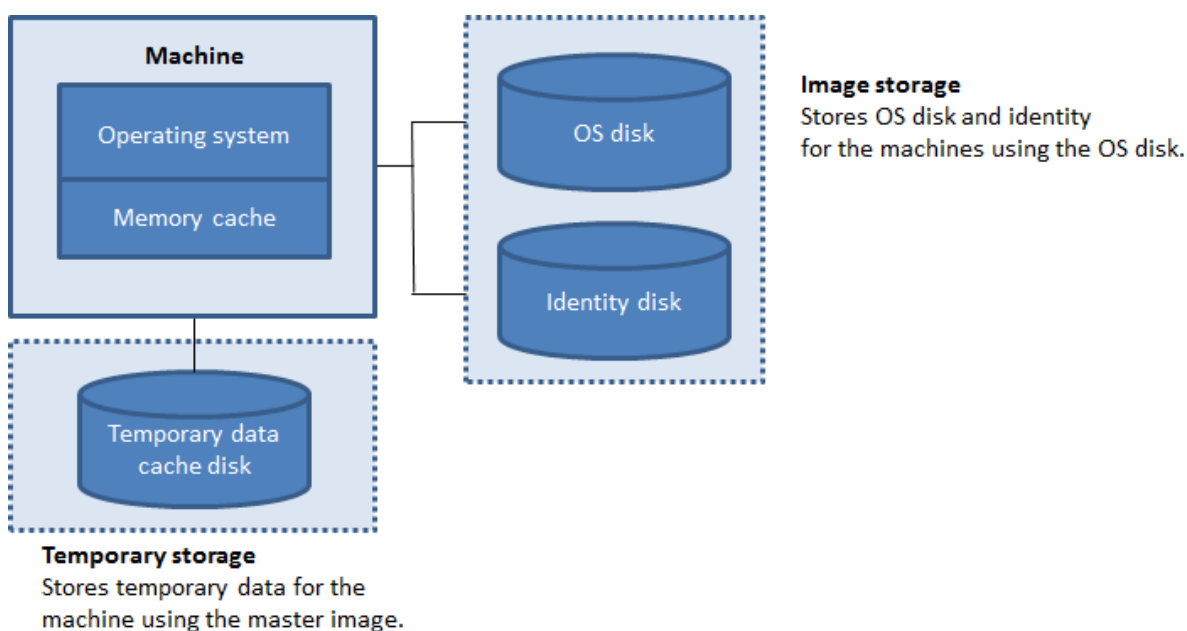 Machine
Operating system
Memory cache
OS disk
Identity disk
Image storage
Stores OS disk and identity
for the machines using the OS disk.
Temporary data
cache disk
Temporary storage
Stores temporary data for the
machine using the master image.